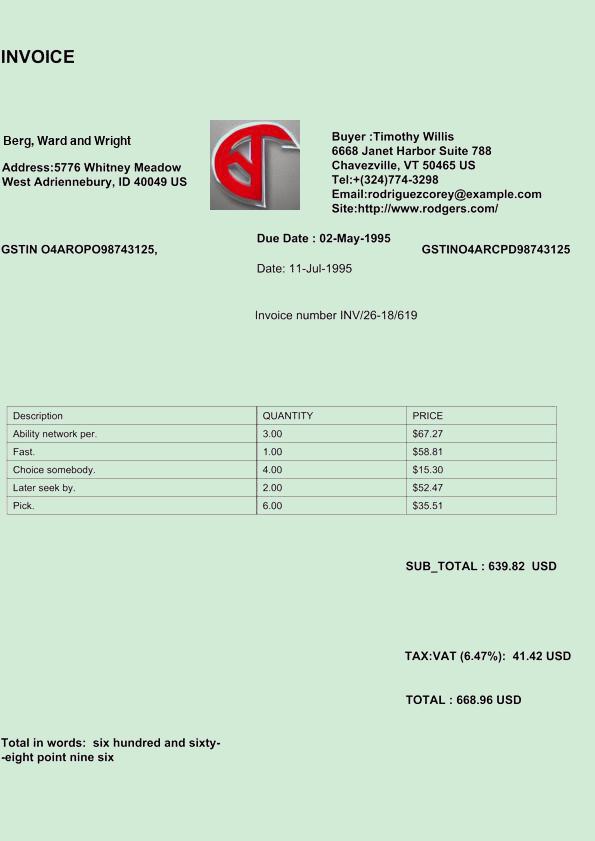 INVOICE
Berg, Ward and Wright
Address:5776 Whitney Meadow
West Adriennebury, ID 40049 US
Buyer :Timothy Willis
6668 Janet Harbor Suite 788
Chavezville, VT 50465 US
Tel:+(324)774-3298
Email:rodriguezcorey@example.com
Site:http://www.rodgers.com/
GSTIN O4AROPO98743125,
Due Date : 02-May-1995
GSTINO4ARCPD98743125
Date: 11-Jul-1995
Invoice number INV/26-18/619
Description QUANTITY PRICE
Ability network per. 3.00 $67.27
Fast. 1.00 $58.81
Choice somebody. 4.00 $15.30
Later seek by. 2.00 $52.47
Pick. 6.00 $35.51
SUB_TOTAL : 639.82 USD
TAX:VAT (6.47%): 41.42 USD
TOTAL : 668.96 USD
Total in words: six hundred and sixty-
-eight point nine six